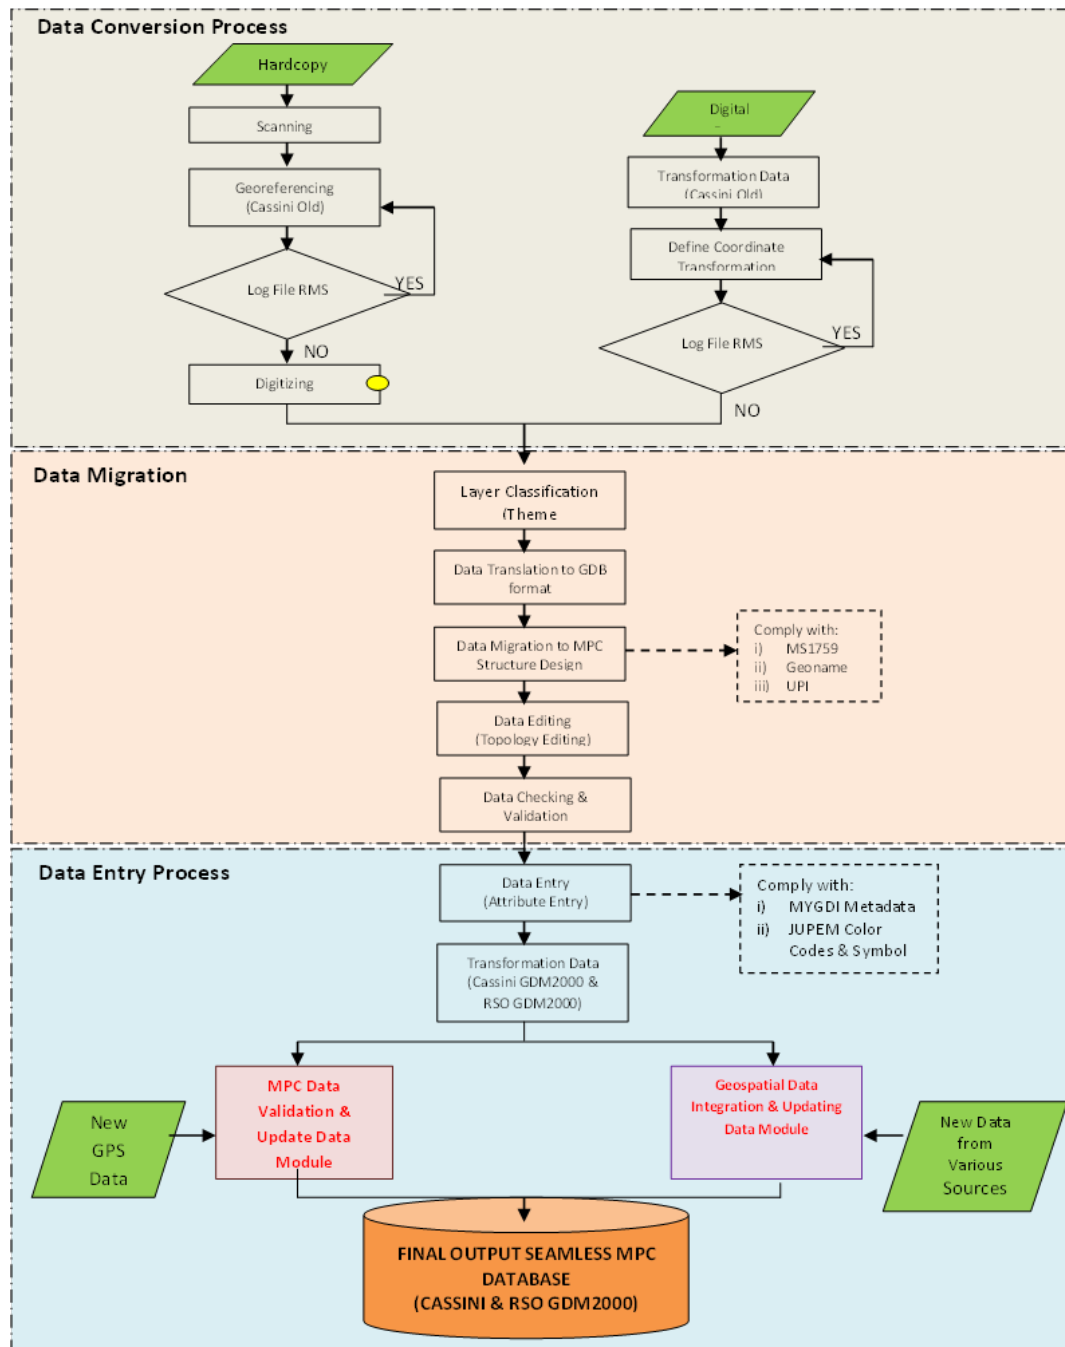 Data Conversion Process
Hardcopy
Scanning
Georeferencing
(Cassini Old)
Log File RMS
YES
NO
Digitizing
Digital
Transformation Data
(Cassini Old)
Define Coordinate
Transformation
Log File RMS
YES
NO
Data Migration
Layer Classification
(Theme
Data Translation to GDB
format
Data Migration to MPC
Structure Design
Comply with:
i) MS1759
ii) Geoname
iii) UPI
Data Editing
(Topology Editing)
Data Checking &
Validation
Data Entry Process
Data Entry
(Attribute Entry)
Comply with:
i) MYGDI Metadata
ii) JUPEM Color
Codes & Symbol
Transformation Data
(Cassini GDM2000 &
RSO GDM2000)
MPC Data
Validation &
Update Data
Module
Geospatial Data
Integration & Updating
Data Module
New
GPS
Data
New Data
from
Various
Sources
FINAL OUTPUT SEAMLESS MPC
DATABASE
(CASSINI & RSO GDM2000)